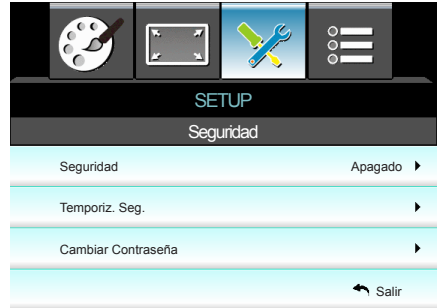 SETUP
Seguridad
Seguridad Apagado
Temporiz. Seg.
Cambiar Contraseña
Salir